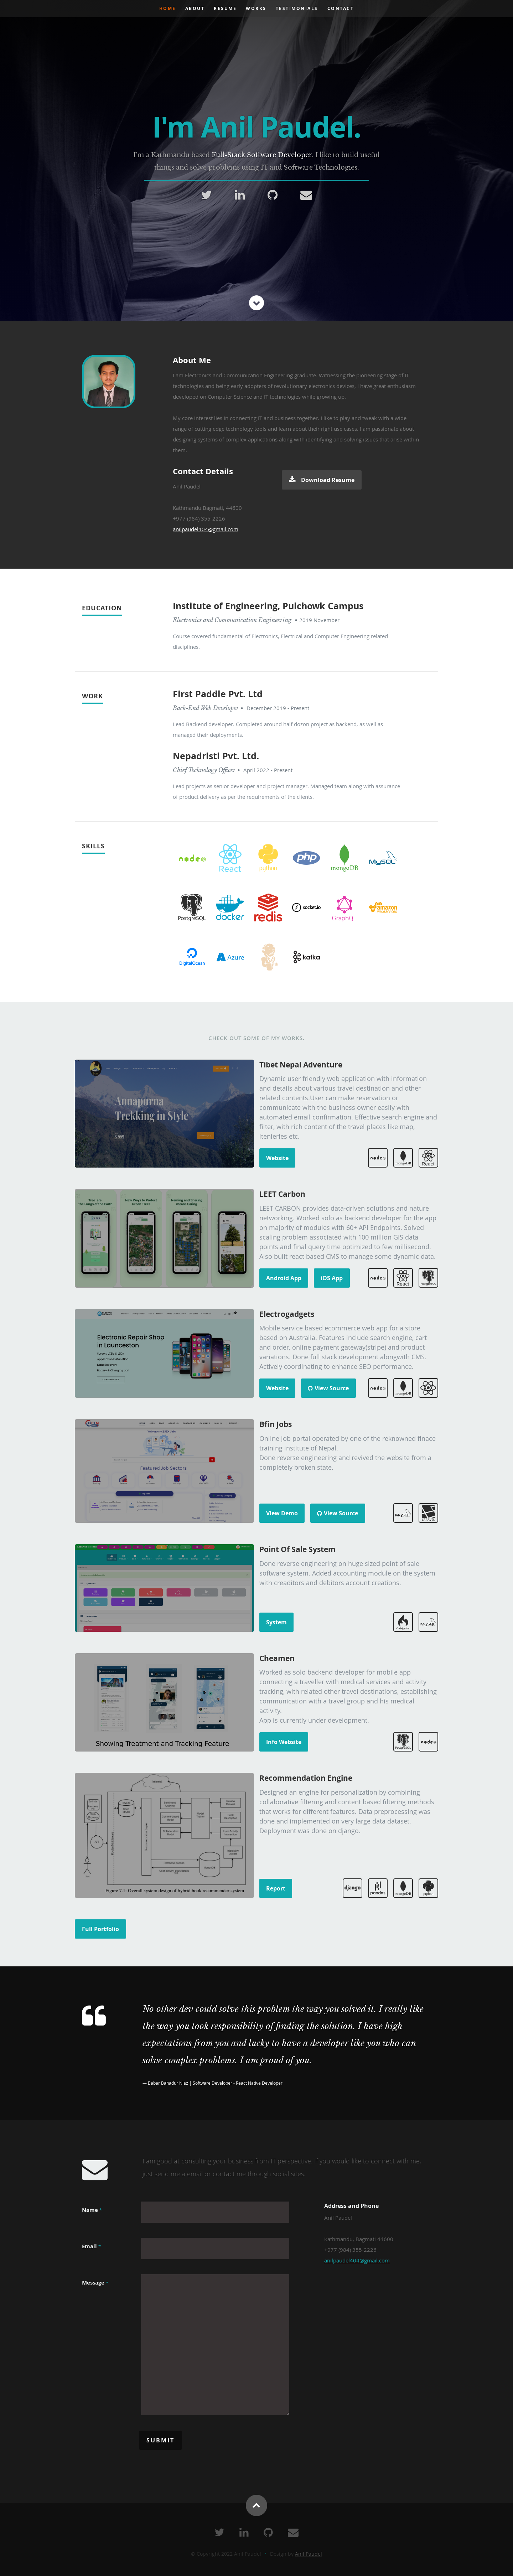 HOME ABOUT RESUME WORKS TESTIMONIALS CONTACT
I'm Anil Paudel.
I'm a Kathmandu based Full-Stack Software Developer. I like to build useful
things and solve problems using IT and Software Technologies.
About Me
I am Electronics and Communication Engineering graduate. Witnessing the pioneering stage of IT
technologies and being early adopters of revolutionary electronics devices, I have great enthusiasm
developed on Computer Science and IT technologies while growing up.
My core interest lies in connecting IT and business together. I like to play and tweak with a wide
range of cutting edge technology tools and learn about their right use cases. I am passionate about
designing systems of complex applications along with identifying and solving issues that arise within
them.
Contact Details
Anil Paudel
Kathmandu Bagmati, 44600
+977 (984) 355-2226
anilpaudel404@gmail.com
Download Resume
EDUCATION
Institute of Engineering, Pulchowk Campus
Electronics and Communication Engineering • 2019 November
Course covered fundamental of Electronics, Electrical and Computer Engineering related
disciplines.
WORK
First Paddle Pvt. Ltd
Back-End Web Developer • December 2019 - Present
Lead Backend developer. Completed around half dozon project as backend, as well as
managed their deployments.
Nepadristi Pvt. Ltd.
Chief Technology Officer • April 2022 - Present
Lead projects as senior developer and project manager. Managed team along with assurance
of product delivery as per the requirements of the clients.
SKILLS
node
React
python
php
mongoDB
MySQL
PostgreSQL
docker
redis
socket.io
GraphQL
amazon
DigitalOcean
Azure
kafka
CHECK OUT SOME OF MY WORKS.
Annapurna
Trekking in Style
Tibet Nepal Adventure
Dynamic user friendly web application with information
and details about various travel destination and other
related contents.User can make reservation or
communicate with the business owner easily with
automated email confirmation. Effective search engine and
filter, with rich content of the travel places like map,
itenieries etc.
Website
LEET Carbon
LEET CARBON provides data-driven solutions and nature
networking. Worked solo as backend developer for the app
on majority of modules with 60+ API Endpoints. Solved
scaling problem associated with 100 million GIS data
points and final query time optimized to few millisecond.
Also built react based CMS to manage some dynamic data.
Android App
iOS App
Electronic Repair Shop
in Launceston
Electrogadgets
Mobile service based ecommerce web app for a store
based on Australia. Features include search engine, cart
and order, online payment gateway(stripe) and product
variations. Done full stack development alongwith CMS.
Actively coordinating to enhance SEO performance.
Website
View Source
Featured Job Sectors
Bfin Jobs
Online job portal operated by one of the reknowned finace
training institute of Nepal.
Done reverse engineering and revived the website from a
completely broken state.
View Demo
View Source
Point Of Sale System
Done reverse engineering on huge sized point of sale
software system. Added accounting module on the system
with creaditors and debitors account creations.
System
Showing Treatment and Tracking Feature
Cheamen
Worked as solo backend developer for mobile app
connecting a traveller with medical services and activity
tracking, with related other travel destinations, establishing
communication with a travel group and his medical
activity.
App is currently under development.
Info Website
Figure 7.1: Overall system design of hybrid book recommender system
Recommendation Engine
Designed an engine for personalization by combining
collaborative filtering and content based filtering methods
that works for different features. Data preprocessing was
done and implemented on very large data dataset.
Deployment was done on django.
Report
django
pandas
mongoDB
python
Full Portfolio
No other dev could solve this problem the way you solved it. I really like
the way you took responsibility of finding the solution. I have high
expectations from you and lucky to have a developer like you who can
solve complex problems. I am proud of you.
— Babar Bahadur Niaz | Software Developer - React Native Developer
I am good at consulting your business from IT perspective. If you would like to connect with me,
just send me a email or contact me through social sites.
Name *
Email *
Message *
SUBMIT
Address and Phone
Anil Paudel
Kathmandu, Bagmati 44600
+977 (984) 355-2226
anilpaudel404@gmail.com
© Copyright 2022 Anil Paudel • Design by Anil Paudel